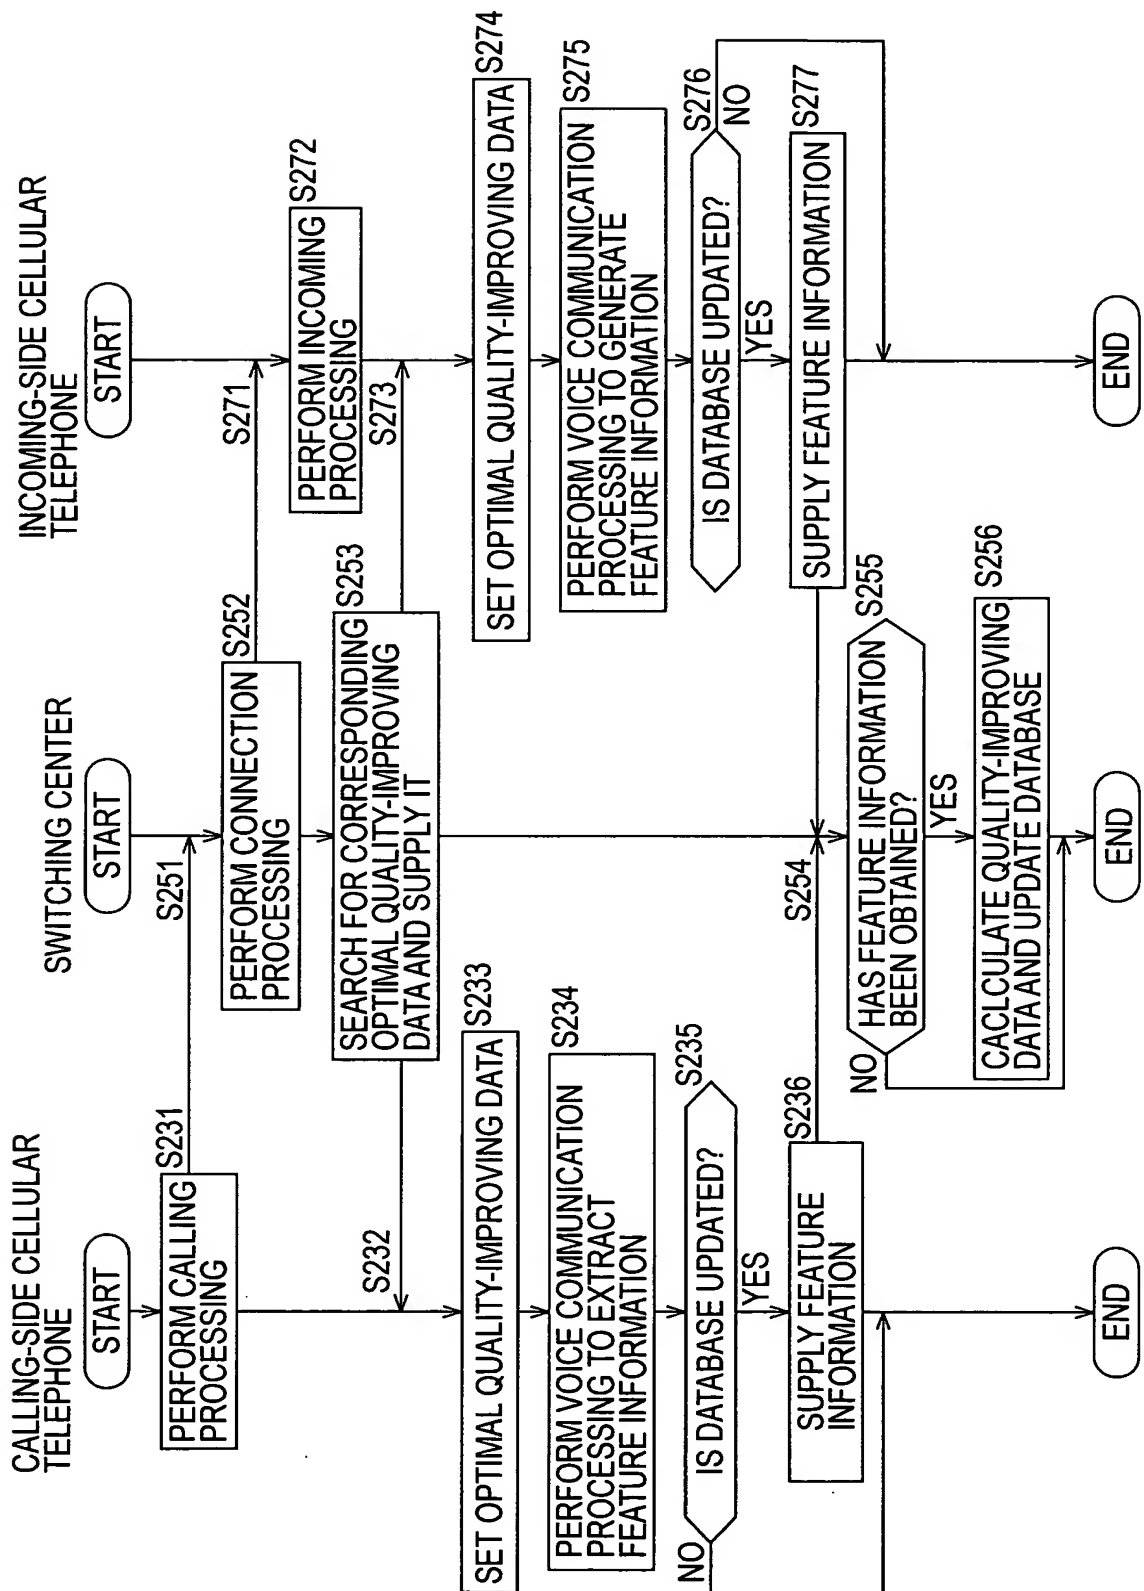 CALLING-SIDE CELLULAR
TELEPHONE
START
PERFORM CALLING
PROCESSING
S231
S232
SET OPTIMAL QUALITY-IMPROVING DATA
S233
PERFORM VOICE COMMUNICATION
PROCESSING TO EXTRACT
FEATURE INFORMATION
S234
IS DATABASE UPDATED?
S235
NO
YES
SUPPLY FEATURE
INFORMATION
S236
END
SWITCHING CENTER
START
S251
PERFORM CONNECTION
PROCESSING
S252
SEARCH FOR CORRESPONDING
OPTIMAL QUALITY-IMPROVING
DATA AND SUPPLY IT
S253
S254
HAS FEATURE INFORMATION
BEEN OBTAINED?
S255
NO
YES
CACLCULATE QUALITY-IMPROVING
DATA AND UPDATE DATABASE
S256
END
INCOMING-SIDE CELLULAR
TELEPHONE
START
S271
PERFORM INCOMING
PROCESSING
S272
S273
SET OPTIMAL QUALITY-IMPROVING DATA
S274
PERFORM VOICE COMMUNICATION
PROCESSING TO GENERATE
FEATURE INFORMATION
S275
IS DATABASE UPDATED?
S276
NO
YES
SUPPLY FEATURE INFORMATION
S277
END